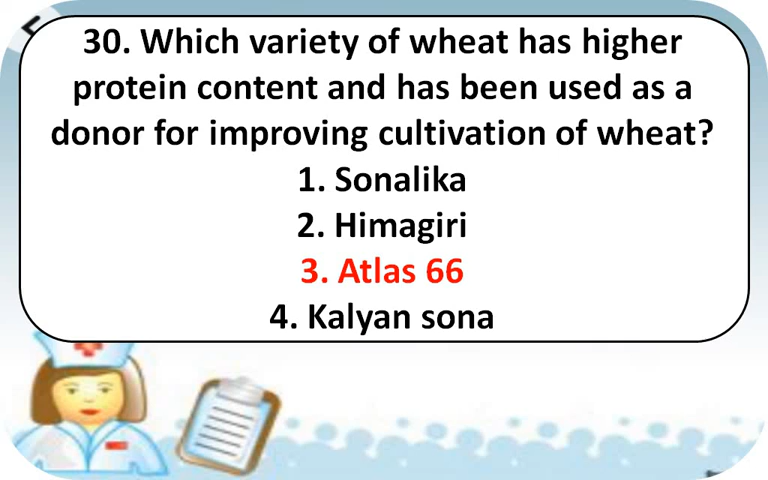 30. Which variety of wheat has higher
protein content and has been used as a
donor for improving cultivation of wheat?
1. Sonalika
2. Himagiri
3. Atlas 66
4. Kalyan sona